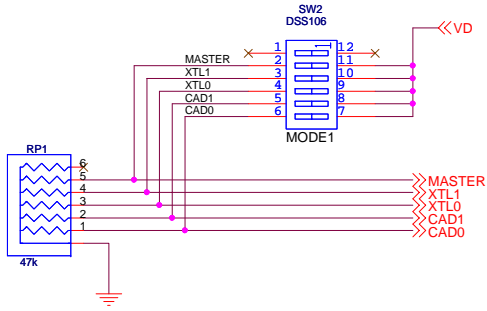 SW2
DSS106
VD
1 12
MASTER 2 11
XTL1 3 10
XTL0 4 9
CAD1 5 8
CAD0 6 7
MODE1
RP1
6
5 MASTER
4 XTL1
3 XTL0
2 CAD1
1 CAD0
47k